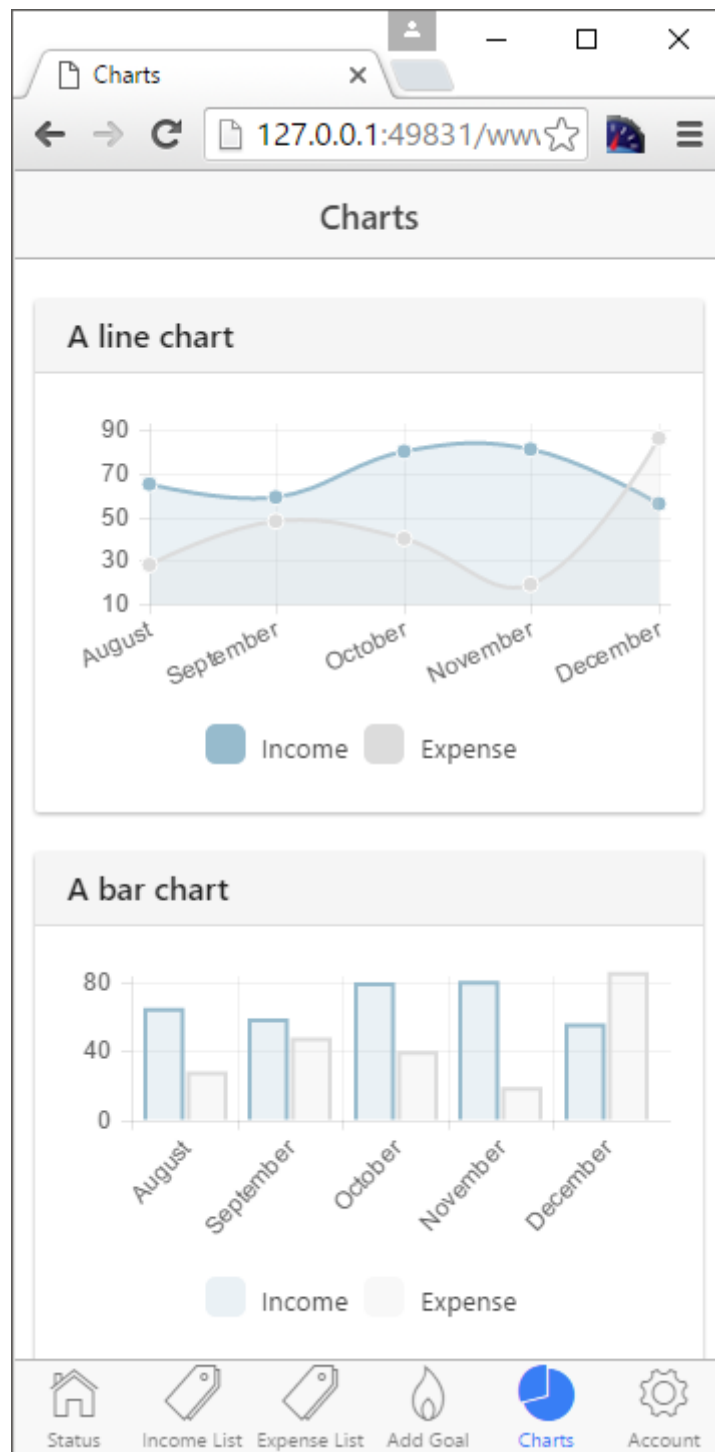 Charts
127.0.0.1:49831/ww
Charts
A line chart
90
70
50
30
10
August
September
October
November
December
Income
Expense
A bar chart
80
40
0
August
September
October
November
December
Income
Expense
Status
Income List
Expense List
Add Goal
Charts
Account